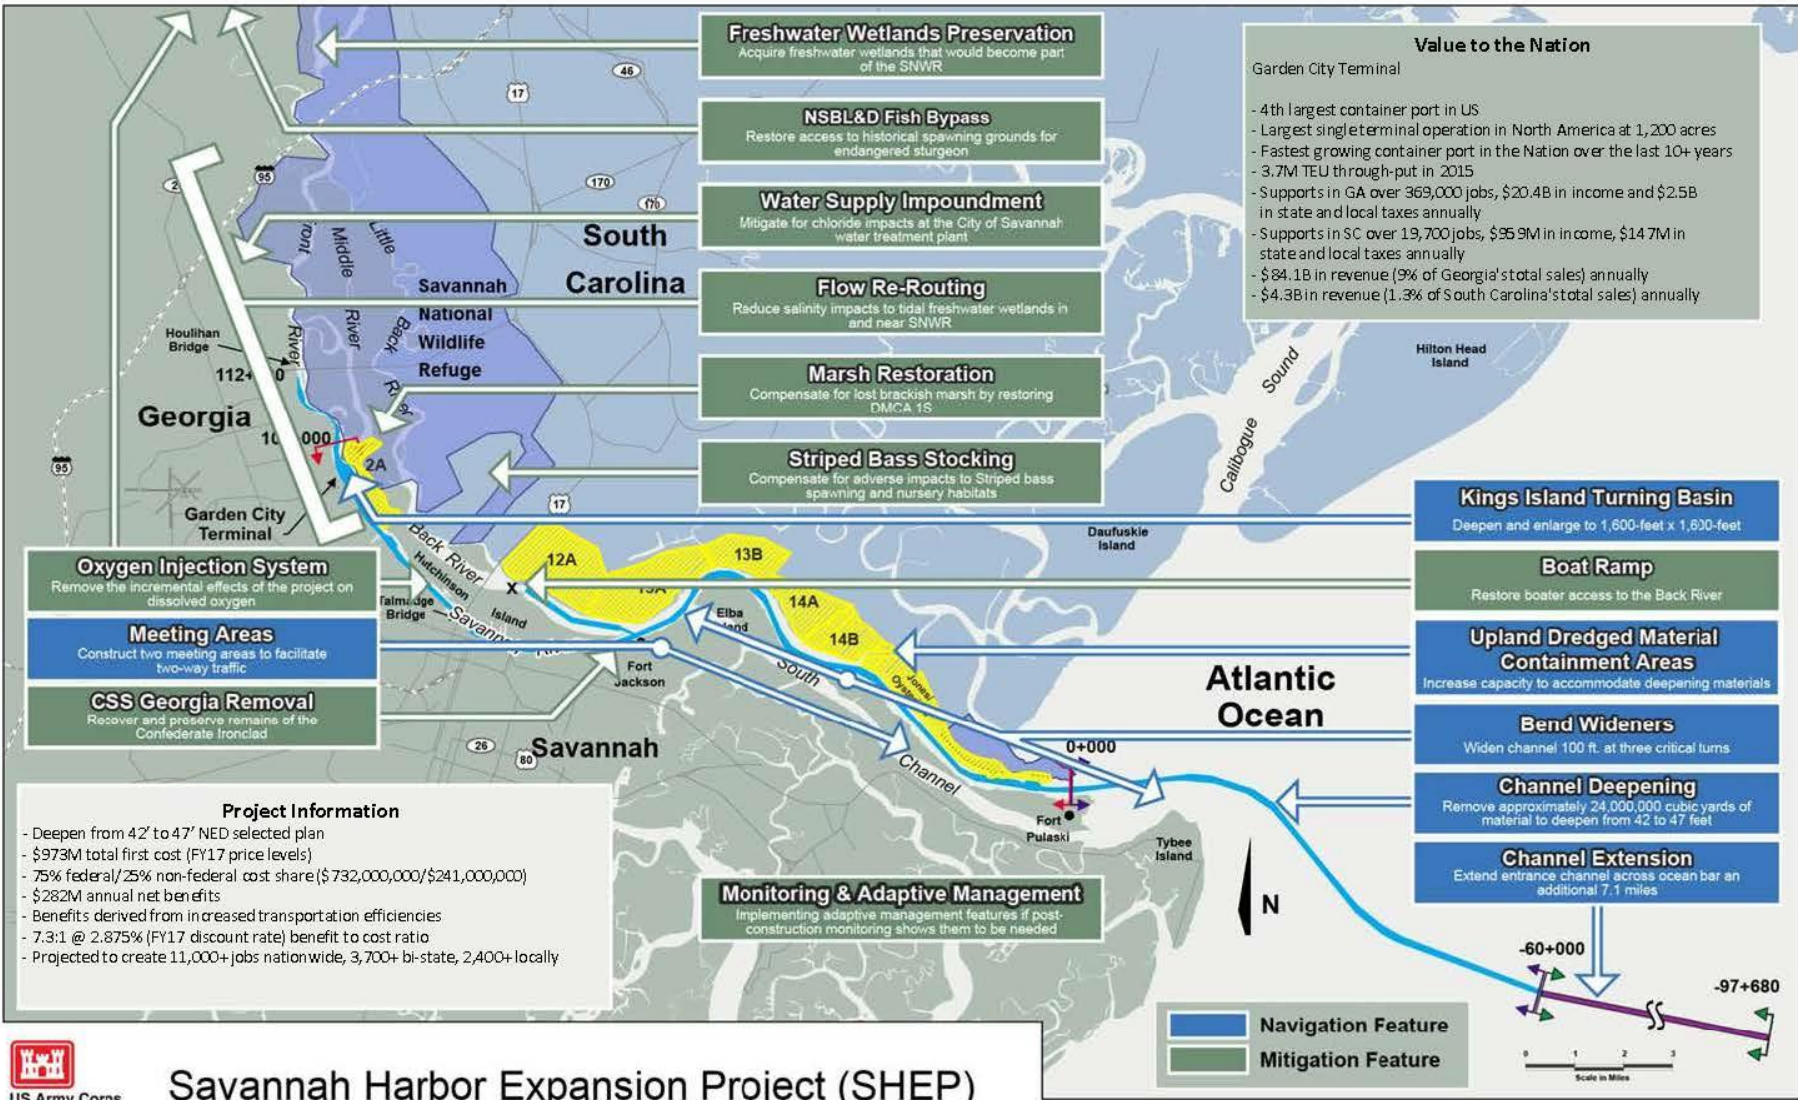 Freshwater Wetlands Preservation
Acquire freshwater wetlands that would become part
of the SNWR
NSBL&D Fish Bypass
Restore access to historical spawning grounds for
endangered sturgeon
Water Supply Impoundment
Mitigate for chloride impacts at the City of Savannah
water treatment plant
Flow Re-Routing
Reduce salinity impacts to tidal freshwater wetlands in
and near SNWR
Marsh Restoration
Compensate for lost brackish marsh by restoring
DMCA 1S
Striped Bass Stocking
Compensate for adverse impacts to Striped bass
spawning and nursery habitats
Value to the Nation
Garden City Terminal
- 4th largest container port in US
- Largest single terminal operation in North America at 1,200 acres
- Fastest growing container port in the Nation over the last 10+ years
- 3.7M TEU through-put in 2015
- Supports in GA over 369,000 jobs, $20.4B in income and $2.5B
in state and local taxes annually
- Supports in SC over 19,700 jobs, $959M in income, $147M in
state and local taxes annually
- $84.1B in revenue (9% of Georgia's total sales) annually
- $4.3B in revenue (1.3% of South Carolina's total sales) annually
46
17
95
170
170
South
Carolina
Little
Middle
River
Back
River
Savannah
National
Wildlife
Refuge
Houlihan
Bridge
Georgia
95
2A
17
Garden City
Terminal
Back River
Hutchinson
Island
Talmadge
Bridge
Savannah
12A
13B
14A
14B
Elba
Fort
Jackson
South
Channel
Jones/
Savannah
26
80
0+000
Fort
Pulaski
Tybee
Island
Hilton Head
Island
Calibogue
Sound
Daufuskie
Island
Atlantic
Ocean
Oxygen Injection System
Remove the incremental effects of the project on
dissolved oxygen
Meeting Areas
Construct two meeting areas to facilitate
two-way traffic
CSS Georgia Removal
Recover and preserve remains of the
Confederate Ironclad
Kings Island Turning Basin
Deepen and enlarge to 1,600-feet x 1,600-feet
Boat Ramp
Restore boater access to the Back River
Upland Dredged Material
Containment Areas
Increase capacity to accommodate deepening materials
Bend Wideners
Widen channel 100 ft. at three critical turns
Channel Deepening
Remove approximately 24,000,000 cubic yards of
material to deepen from 42 to 47 feet
Channel Extension
Extend entrance channel across ocean bar an
additional 7.1 miles
Project Information
- Deepen from 42' to 47' NED selected plan
- $973M total first cost (FY17 price levels)
- 75% federal/25% non-federal cost share ($732,000,000/$241,000,000)
- $282M annual net benefits
- Benefits derived from increased transportation efficiencies
- 7.3:1 @ 2.875% (FY17 discount rate) benefit to cost ratio
- Projected to create 11,000+ jobs nationwide, 3,700+ bi-state, 2,400+ locally
Monitoring & Adaptive Management
Implementing adaptive management features if post-
construction monitoring shows them to be needed
N
-60+000
-97+680
Navigation Feature
Mitigation Feature
0 1 2 3
Scale in Miles
US Army Corps
Savannah Harbor Expansion Project (SHEP)